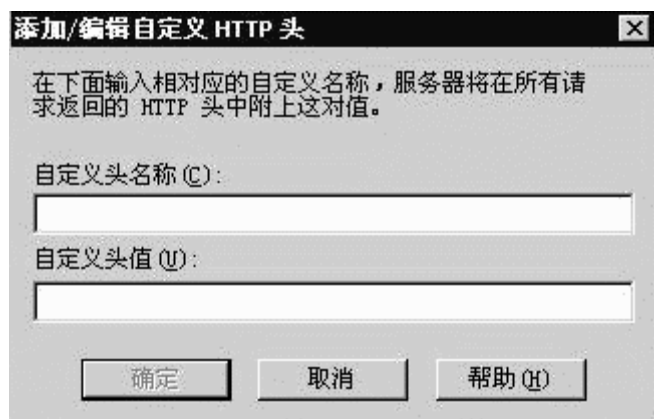 添加/编辑自定义 HTTP 头
在下面输入相对应的自定义名称，服务器将在所有请
求返回的 HTTP 头中附上这对值。
自定义头名称(C):
自定义头值(U):
确定 取消 帮助(H)